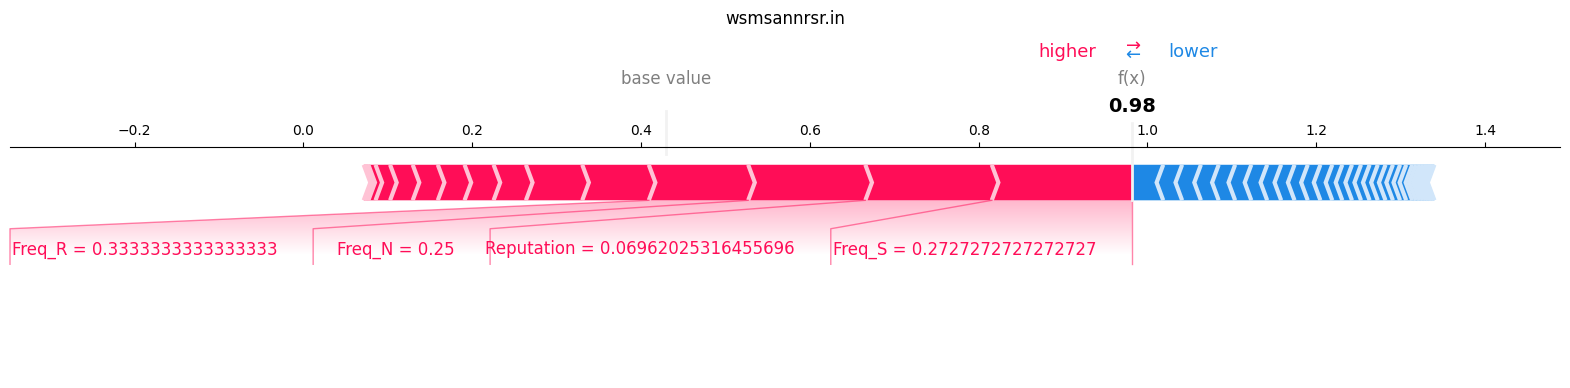 wsmsannrsr.in
higher ⇄ lower
base value f(x)
0.98
−0.2 0.0 0.2 0.4 0.6 0.8 1.0 1.2 1.4
Freq_R = 0.3333333333333333 Freq_N = 0.25 Reputation = 0.06962025316455696 Freq_S = 0.2727272727272727